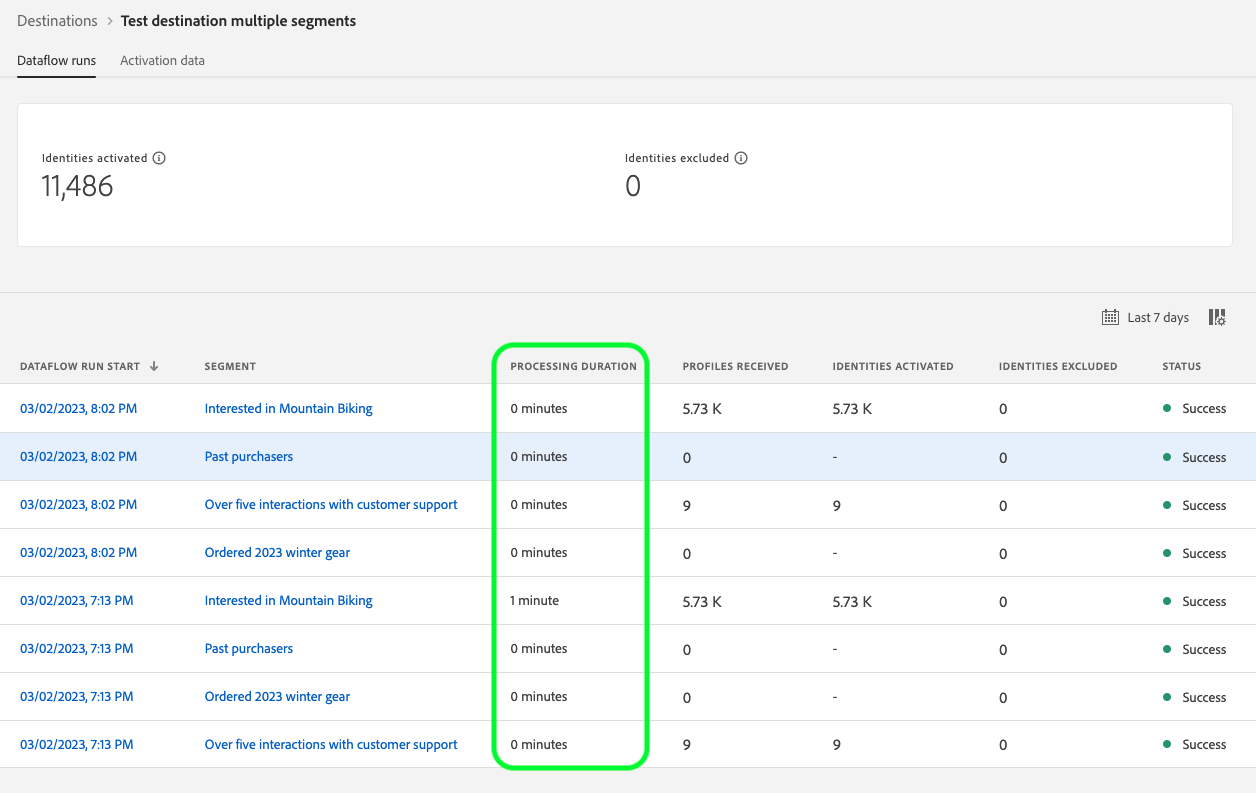 Destinations > Test destination multiple segments
Dataflow runs Activation data
Identities activated Identities excluded
11,486 0
Last 7 days
DATAFLOW RUN START ↓ SEGMENT PROCESSING DURATION PROFILES RECEIVED IDENTITIES ACTIVATED IDENTITIES EXCLUDED STATUS
03/02/2023, 8:02 PM Interested in Mountain Biking 0 minutes 5.73 K 5.73 K 0 Success
03/02/2023, 8:02 PM Past purchasers 0 minutes 0 - 0 Success
03/02/2023, 8:02 PM Over five interactions with customer support 0 minutes 9 9 0 Success
03/02/2023, 8:02 PM Ordered 2023 winter gear 0 minutes 0 - 0 Success
03/02/2023, 7:13 PM Interested in Mountain Biking 1 minute 5.73 K 5.73 K 0 Success
03/02/2023, 7:13 PM Past purchasers 0 minutes 0 - 0 Success
03/02/2023, 7:13 PM Ordered 2023 winter gear 0 minutes 0 - 0 Success
03/02/2023, 7:13 PM Over five interactions with customer support 0 minutes 9 9 0 Success